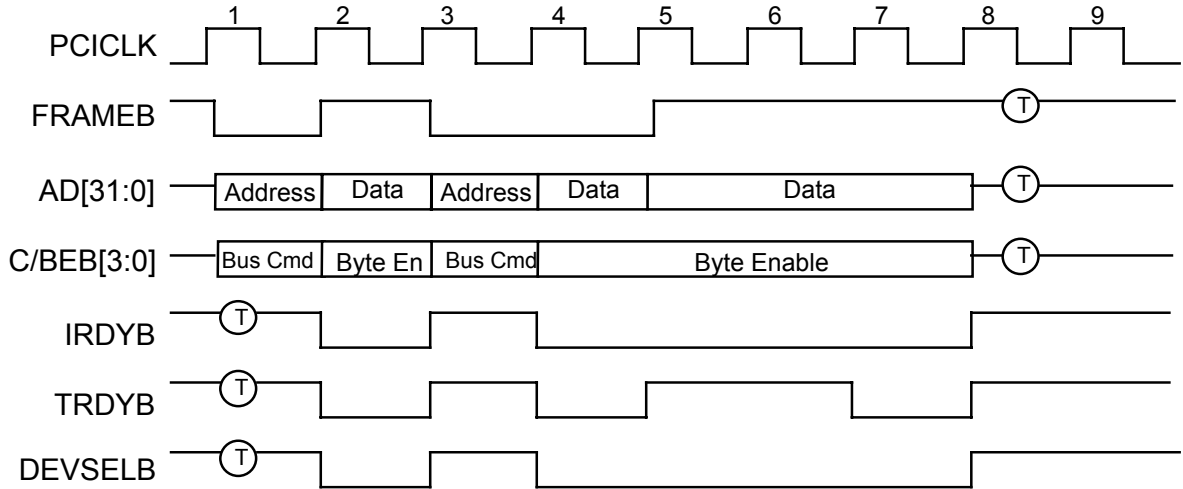 1 2 3 4 5 6 7 8 9
PCICLK
FRAMEB T
AD[31:0] Address Data Address Data Data T
C/BEB[3:0] Bus Cmd Byte En Bus Cmd Byte Enable T
IRDYB T
TRDYB T
DEVSELB T